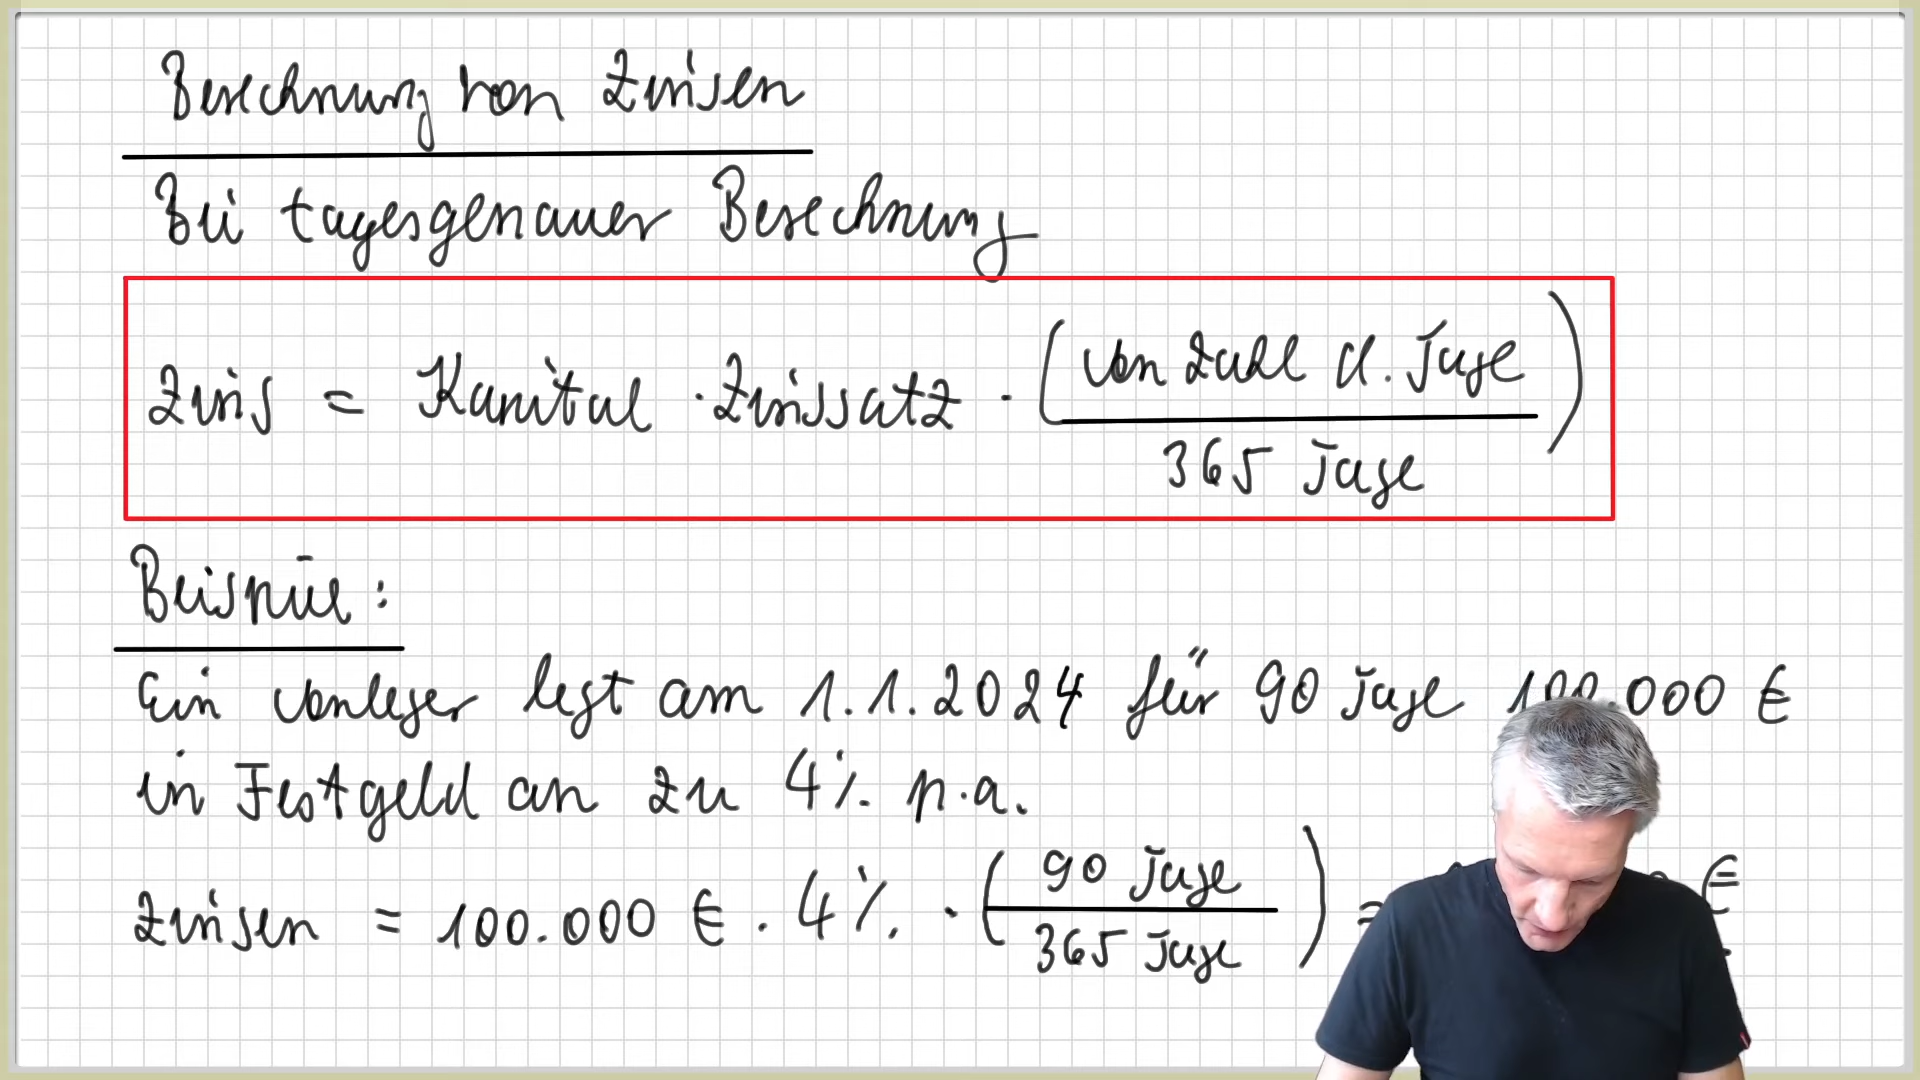 Berechnung von Zinsen
Bei tagesgenauer Berechnung
Zins = Kapital · Zinssatz · (Anzahl d. Tage / 365 Tage)
Beispiel:
Ein Anleger legt am 1.1.2024 für 90 Tage 100.000 €
in Festgeld an zu 4% p.a.
Zinsen = 100.000 € · 4% · (90 Tage / 365 Tage) = €